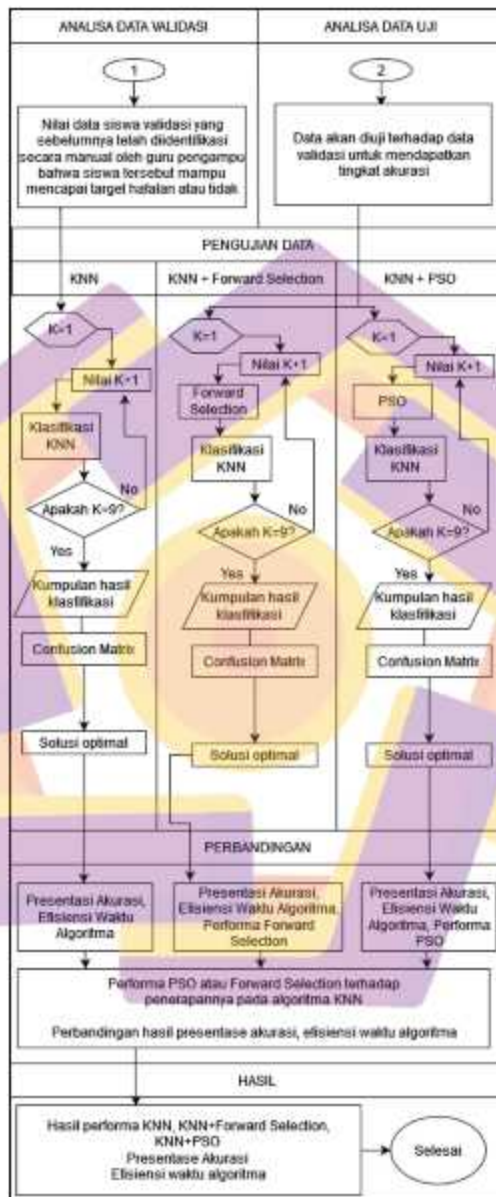 ANALISA DATA VALIDASI
ANALISA DATA UJI
1
2
Nilai data siswa validasi yang
sebelumnya telah diidentifikasi
secara manual oleh guru pengampu
bahwa siswa tersebut mampu
mencapai target hafalan atau tidak
Data akan diuji terhadap data
validasi untuk mendapatkan
tingkat akurasi
PENGUJIAN DATA
KNN
KNN + Forward Selection
KNN + PSO
K=1
Nilai K+1
Klasifikasi
KNN
No
Apakah K=9?
Yes
Kumpulan hasil
klasfifikasi
Confusion Matrix
Solusi optimal
K=1
Nilai K+1
Forward
Selection
Klasifikasi
KNN
No
Apakah K=9?
Yes
Kumpulan hasil
klasfifikasi
Confusion Matrix
Solusi optimal
K=1
Nilai K+1
PSO
Klasifikasi
KNN
No
Apakah K=9?
Yes
Kumpulan hasil
klasfifikasi
Confusion Matrix
Solusi optimal
PERBANDINGAN
Presentasi Akurasi,
Efisiensi Waktu
Algoritma
Presentasi Akurasi,
Efisiensi Waktu Algoritma,
Performa Forward
Selection
Presentasi Akurasi,
Efisiensi Waktu
Algoritma, Performa
PSO
Performa PSO atau Forward Selection terhadap
penerapannya pada algoritma KNN
Perbandingan hasil presentase akurasi, efisiensi waktu algoritma
HASIL
Hasil performa KNN, KNN+Forward Selection,
KNN+PSO
Presentase Akurasi
Efisiensi waktu algoritma
Selesai